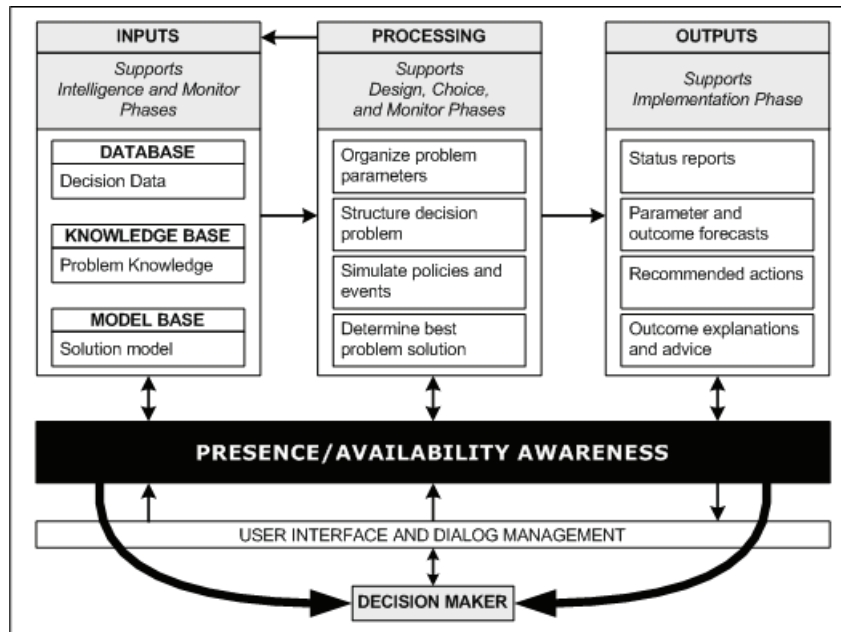 INPUTS
Supports
Intelligence and Monitor
Phases
DATABASE
Decision Data
KNOWLEDGE BASE
Problem Knowledge
MODEL BASE
Solution model
PROCESSING
Supports
Design, Choice,
and Monitor Phases
Organize problem
parameters
Structure decision
problem
Simulate policies and
events
Determine best
problem solution
OUTPUTS
Supports
Implementation Phase
Status reports
Parameter and
outcome forecasts
Recommended actions
Outcome explanations
and advice
PRESENCE/AVAILABILITY AWARENESS
USER INTERFACE AND DIALOG MANAGEMENT
DECISION MAKER